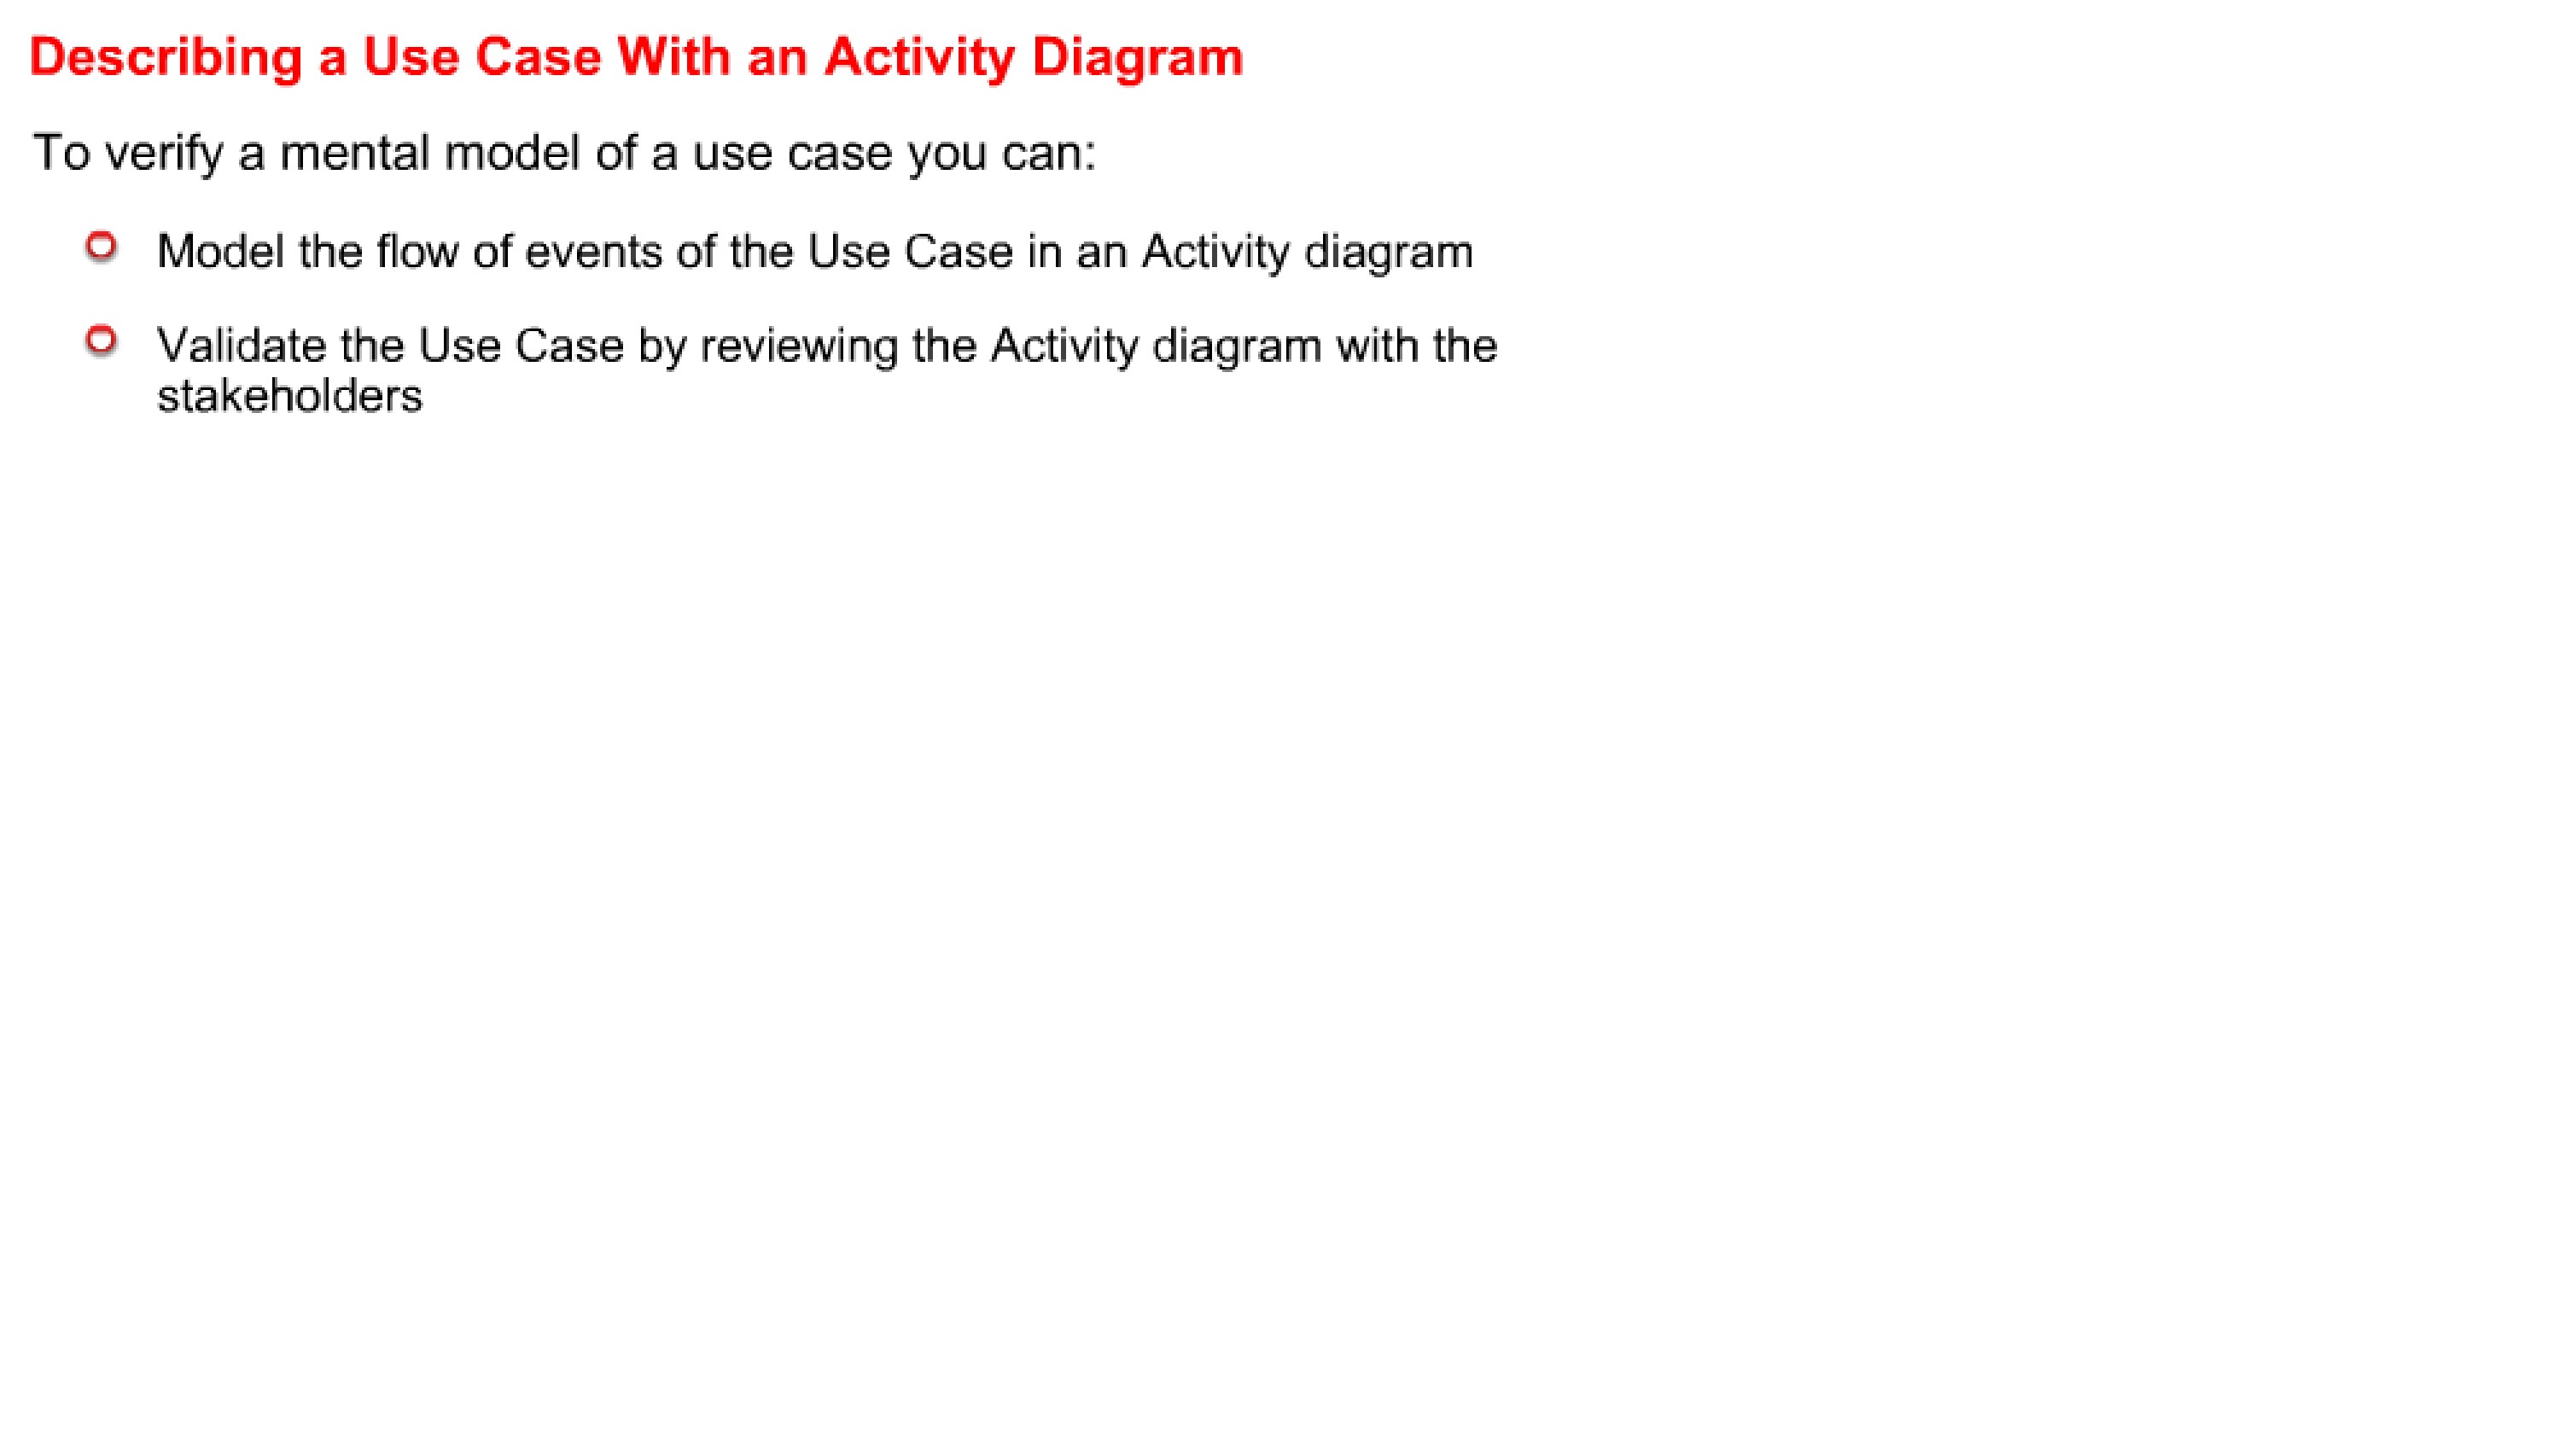 Describing a Use Case With an Activity Diagram
To verify a mental model of a use case you can:
Model the flow of events of the Use Case in an Activity diagram
Validate the Use Case by reviewing the Activity diagram with the
stakeholders